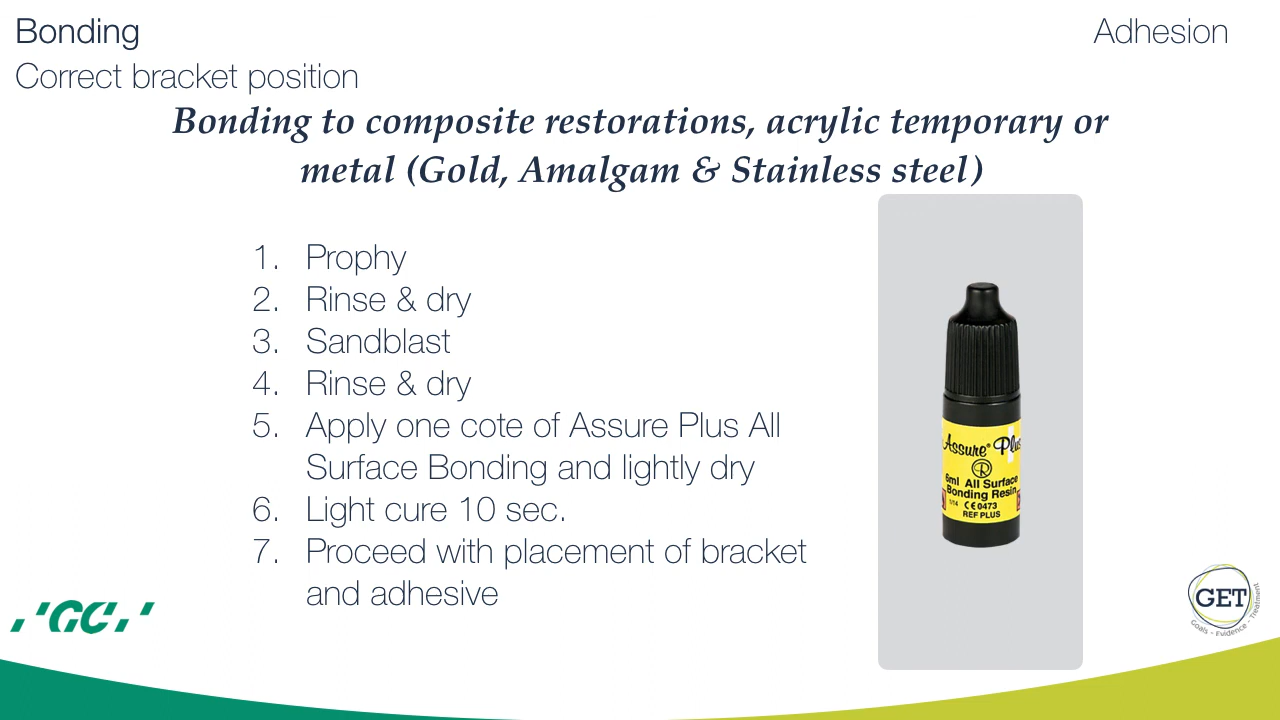 Bonding
Adhesion
Correct bracket position
Bonding to composite restorations, acrylic temporary or
metal (Gold, Amalgam & Stainless steel)
1. Prophy
2. Rinse & dry
3. Sandblast
4. Rinse & dry
5. Apply one cote of Assure Plus All
Surface Bonding and lightly dry
6. Light cure 10 sec.
7. Proceed with placement of bracket
and adhesive
Assure® Plus
R
6ml All Surface
Bonding Resin
1/14 CE0473
REF PLUS
GC
GET
Goals - Evidence - Treatment